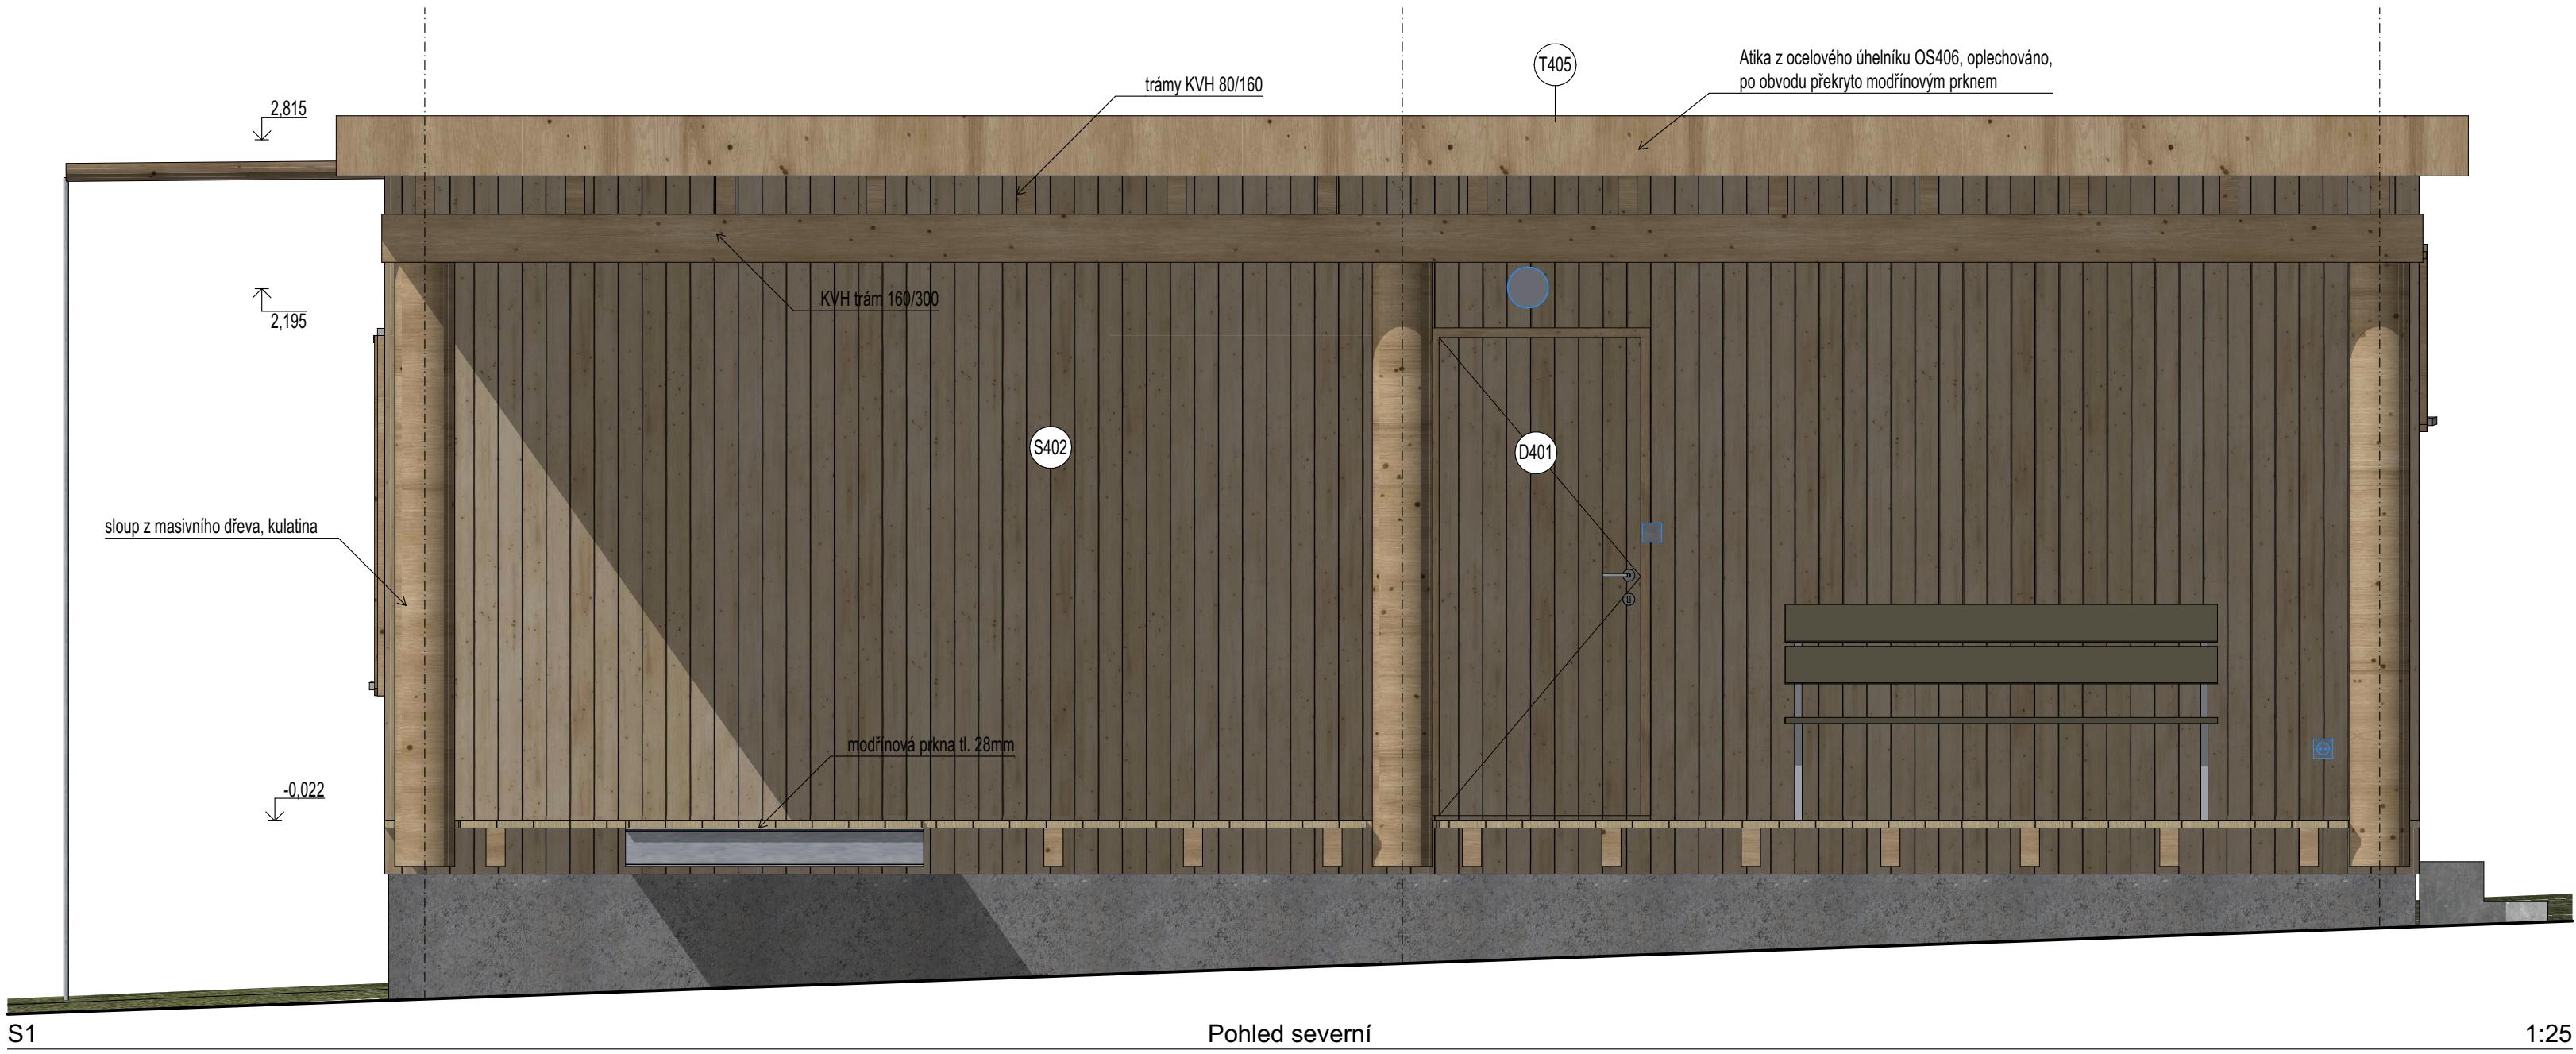 T405
Atika z ocelového úhelníku OS406, oplechováno,
po obvodu překryto modřínovým prknem
trámy KVH 80/160
2,815
KVH trám 160/300
2,195
S402
D401
sloup z masivního dřeva, kulatina
modřínová prkna tl. 28mm
-0,022
S1
Pohled severní
1:25